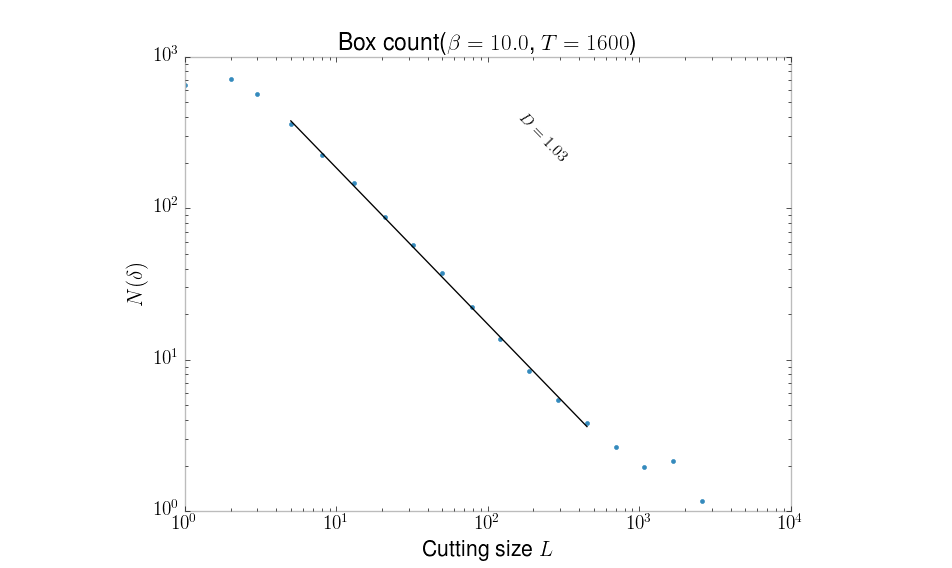 Box count(β = 10.0, T = 1600)
10³
D = 1.03
10²
N(δ)
10¹
10⁰
10⁰ 10¹ 10² 10³ 10⁴
Cutting size L